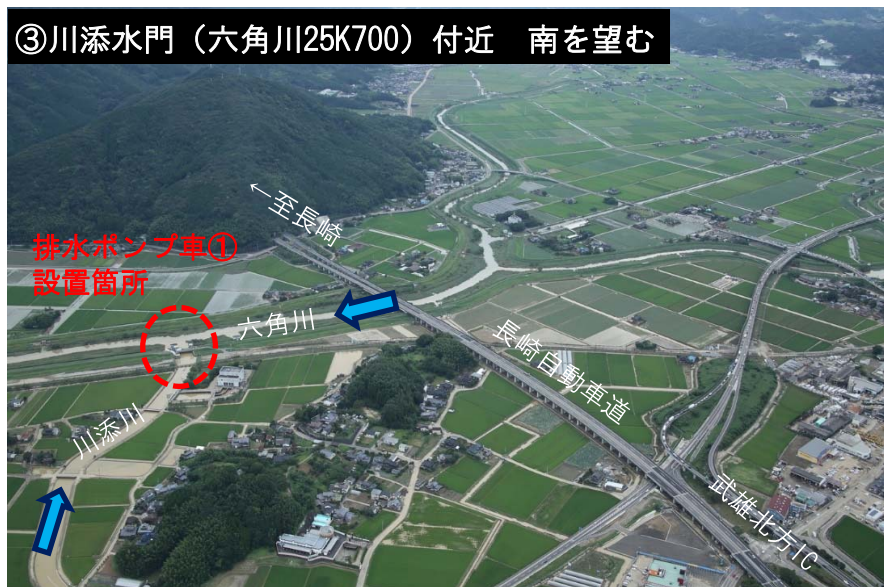 ③川添水門（六角川25K700）付近　南を望む
←至長崎
排水ポンプ車①
設置箇所
六角川
長崎自動車道
川添川
武雄北方IC